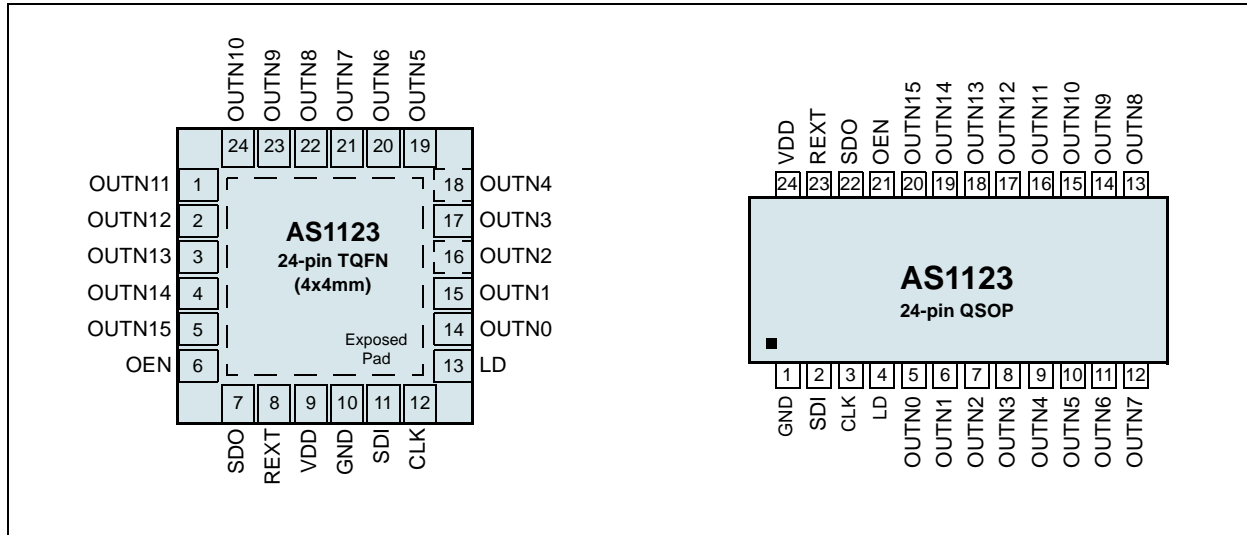 OUTN10
OUTN9
OUTN8
OUTN7
OUTN6
OUTN5
24 23 22 21 20 19
OUTN11 1
OUTN12 2
OUTN13 3
OUTN14 4
OUTN15 5
OEN 6
18 OUTN4
17 OUTN3
16 OUTN2
15 OUTN1
14 OUTN0
13 LD
AS1123
24-pin TQFN
(4x4mm)
Exposed
Pad
7 8 9 10 11 12
SDO
REXT
VDD
GND
SDI
CLK
VDD
REXT
SDO
OEN
OUTN15
OUTN14
OUTN13
OUTN12
OUTN11
OUTN10
OUTN9
OUTN8
24 23 22 21 20 19 18 17 16 15 14 13
AS1123
24-pin QSOP
1 2 3 4 5 6 7 8 9 10 11 12
GND
SDI
CLK
LD
OUTN0
OUTN1
OUTN2
OUTN3
OUTN4
OUTN5
OUTN6
OUTN7